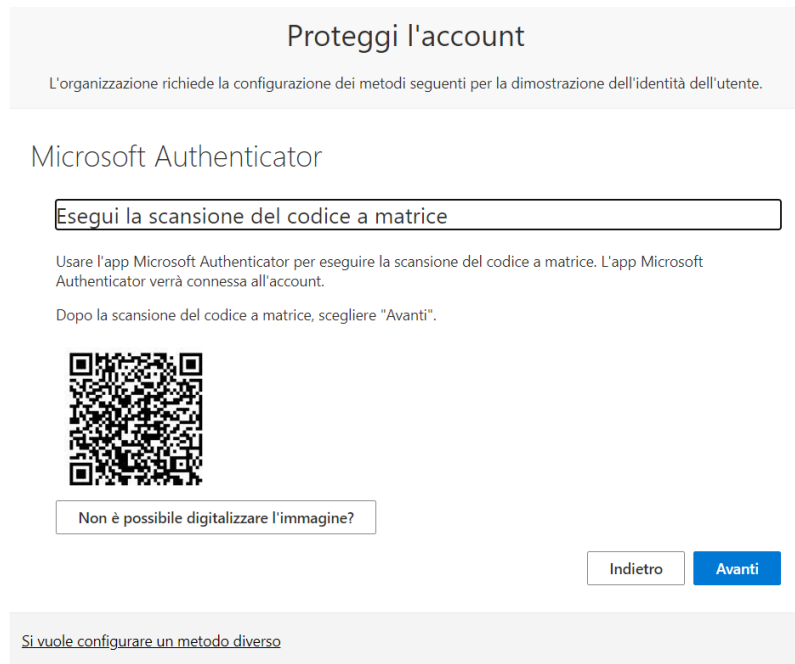 Proteggi l'account
L'organizzazione richiede la configurazione dei metodi seguenti per la dimostrazione dell'identità dell'utente.
Microsoft Authenticator
Esegui la scansione del codice a matrice
Usare l'app Microsoft Authenticator per eseguire la scansione del codice a matrice. L'app Microsoft
Authenticator verrà connessa all'account.
Dopo la scansione del codice a matrice, scegliere "Avanti".
Non è possibile digitalizzare l'immagine?
Indietro
Avanti
Si vuole configurare un metodo diverso